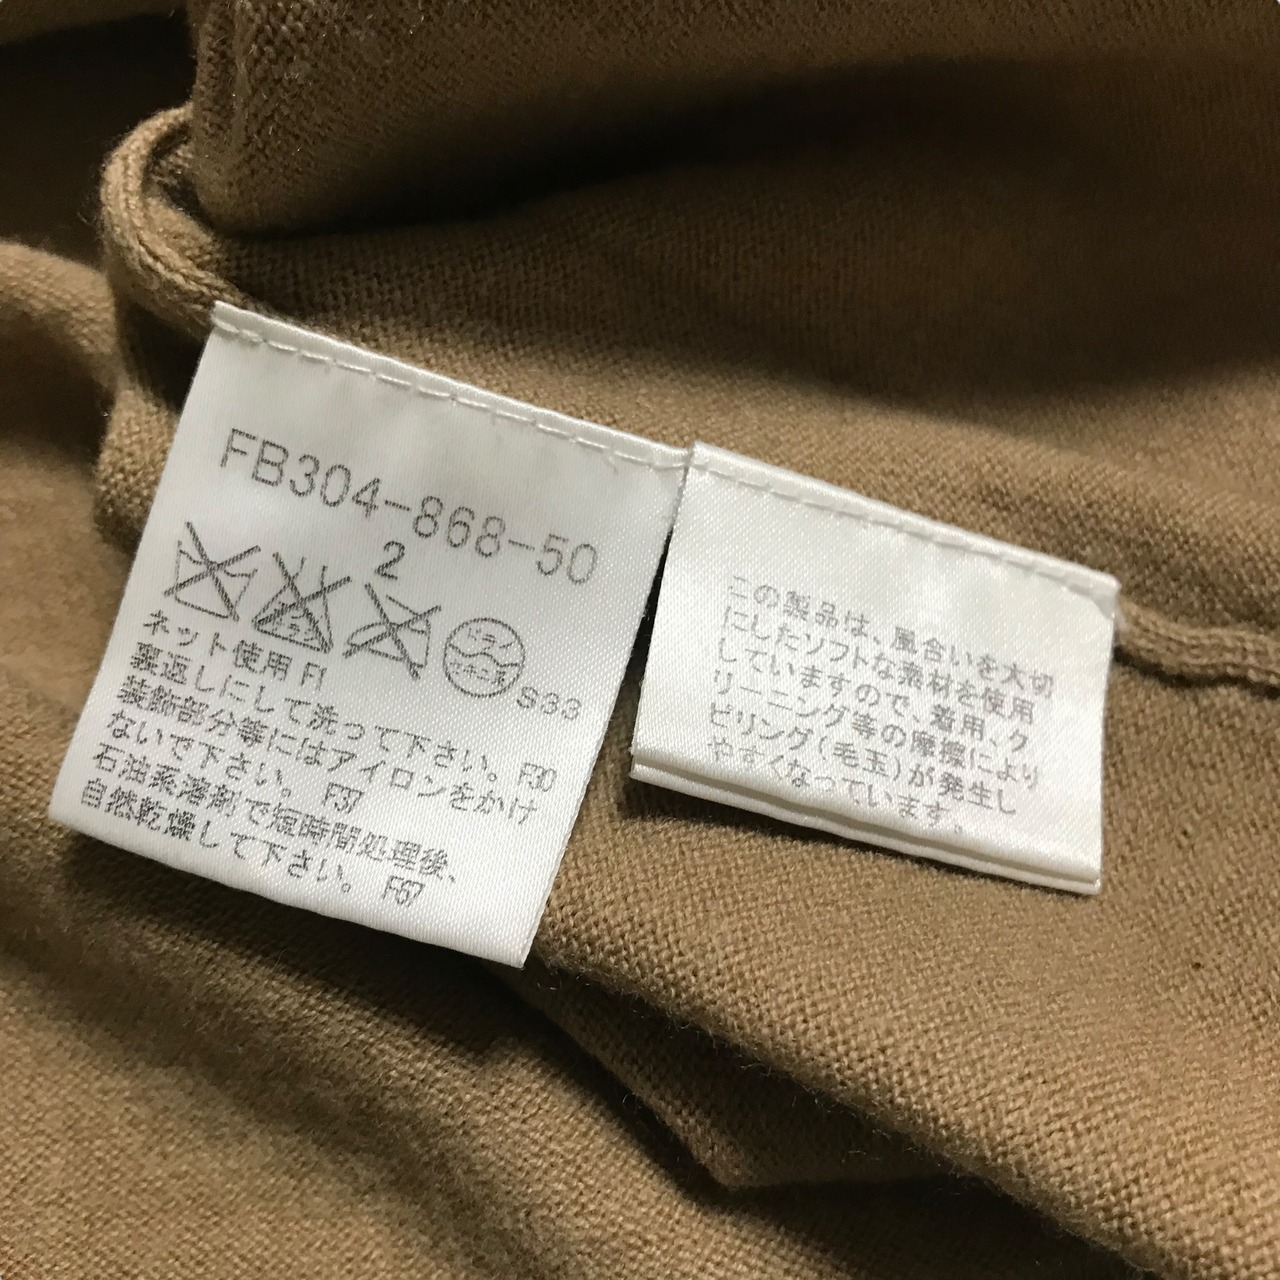 FB304-868-50
2
ドライ
セキユ系
S33
ネット使用 F1
裏返しにして洗って下さい。 F30
装飾部分等にはアイロンをかけ
ないで下さい。 F37
石油系溶剤で短時間処理後、
自然乾燥して下さい。 F67
この製品は、風合いを大切
にしたソフトな素材を使用
していますので、着用、ク
リーニング等の摩擦により
ピリング(毛玉)が発生し
やすくなっています。